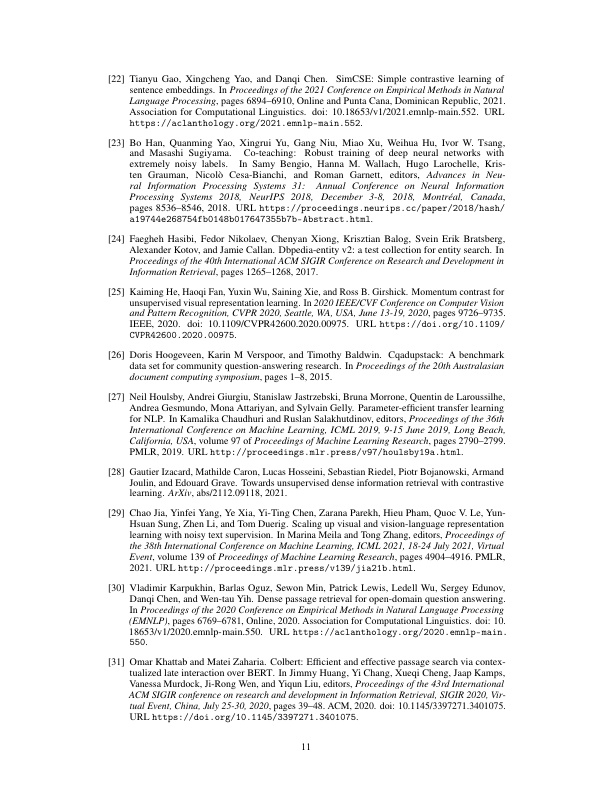 [22] Tianyu Gao, Xingcheng Yao, and Danqi Chen. SimCSE: Simple contrastive learning of
sentence embeddings. In Proceedings of the 2021 Conference on Empirical Methods in Natural
Language Processing, pages 6894–6910, Online and Punta Cana, Dominican Republic, 2021.
Association for Computational Linguistics. doi: 10.18653/v1/2021.emnlp-main.552. URL
https://aclanthology.org/2021.emnlp-main.552.
[23] Bo Han, Quanming Yao, Xingrui Yu, Gang Niu, Miao Xu, Weihua Hu, Ivor W. Tsang,
and Masashi Sugiyama. Co-teaching: Robust training of deep neural networks with
extremely noisy labels. In Samy Bengio, Hanna M. Wallach, Hugo Larochelle, Kris-
ten Grauman, Nicolò Cesa-Bianchi, and Roman Garnett, editors, Advances in Neu-
ral Information Processing Systems 31: Annual Conference on Neural Information
Processing Systems 2018, NeurIPS 2018, December 3-8, 2018, Montréal, Canada,
pages 8536–8546, 2018. URL https://proceedings.neurips.cc/paper/2018/hash/
a19744e268754fb0148b017647355b7b-Abstract.html.
[24] Faegheh Hasibi, Fedor Nikolaev, Chenyan Xiong, Krisztian Balog, Svein Erik Bratsberg,
Alexander Kotov, and Jamie Callan. Dbpedia-entity v2: a test collection for entity search. In
Proceedings of the 40th International ACM SIGIR Conference on Research and Development in
Information Retrieval, pages 1265–1268, 2017.
[25] Kaiming He, Haoqi Fan, Yuxin Wu, Saining Xie, and Ross B. Girshick. Momentum contrast for
unsupervised visual representation learning. In 2020 IEEE/CVF Conference on Computer Vision
and Pattern Recognition, CVPR 2020, Seattle, WA, USA, June 13-19, 2020, pages 9726–9735.
IEEE, 2020. doi: 10.1109/CVPR42600.2020.00975. URL https://doi.org/10.1109/
CVPR42600.2020.00975.
[26] Doris Hoogeveen, Karin M Verspoor, and Timothy Baldwin. Cqadupstack: A benchmark
data set for community question-answering research. In Proceedings of the 20th Australasian
document computing symposium, pages 1–8, 2015.
[27] Neil Houlsby, Andrei Giurgiu, Stanislaw Jastrzebski, Bruna Morrone, Quentin de Laroussilhe,
Andrea Gesmundo, Mona Attariyan, and Sylvain Gelly. Parameter-efficient transfer learning
for NLP. In Kamalika Chaudhuri and Ruslan Salakhutdinov, editors, Proceedings of the 36th
International Conference on Machine Learning, ICML 2019, 9-15 June 2019, Long Beach,
California, USA, volume 97 of Proceedings of Machine Learning Research, pages 2790–2799.
PMLR, 2019. URL http://proceedings.mlr.press/v97/houlsby19a.html.
[28] Gautier Izacard, Mathilde Caron, Lucas Hosseini, Sebastian Riedel, Piotr Bojanowski, Armand
Joulin, and Edouard Grave. Towards unsupervised dense information retrieval with contrastive
learning. ArXiv, abs/2112.09118, 2021.
[29] Chao Jia, Yinfei Yang, Ye Xia, Yi-Ting Chen, Zarana Parekh, Hieu Pham, Quoc V. Le, Yun-
Hsuan Sung, Zhen Li, and Tom Duerig. Scaling up visual and vision-language representation
learning with noisy text supervision. In Marina Meila and Tong Zhang, editors, Proceedings of
the 38th International Conference on Machine Learning, ICML 2021, 18-24 July 2021, Virtual
Event, volume 139 of Proceedings of Machine Learning Research, pages 4904–4916. PMLR,
2021. URL http://proceedings.mlr.press/v139/jia21b.html.
[30] Vladimir Karpukhin, Barlas Oguz, Sewon Min, Patrick Lewis, Ledell Wu, Sergey Edunov,
Danqi Chen, and Wen-tau Yih. Dense passage retrieval for open-domain question answering.
In Proceedings of the 2020 Conference on Empirical Methods in Natural Language Processing
(EMNLP), pages 6769–6781, Online, 2020. Association for Computational Linguistics. doi: 10.
18653/v1/2020.emnlp-main.550. URL https://aclanthology.org/2020.emnlp-main.
550.
[31] Omar Khattab and Matei Zaharia. Colbert: Efficient and effective passage search via contex-
tualized late interaction over BERT. In Jimmy Huang, Yi Chang, Xueqi Cheng, Jaap Kamps,
Vanessa Murdock, Ji-Rong Wen, and Yiqun Liu, editors, Proceedings of the 43rd International
ACM SIGIR conference on research and development in Information Retrieval, SIGIR 2020, Vir-
tual Event, China, July 25-30, 2020, pages 39–48. ACM, 2020. doi: 10.1145/3397271.3401075.
URL https://doi.org/10.1145/3397271.3401075.
11